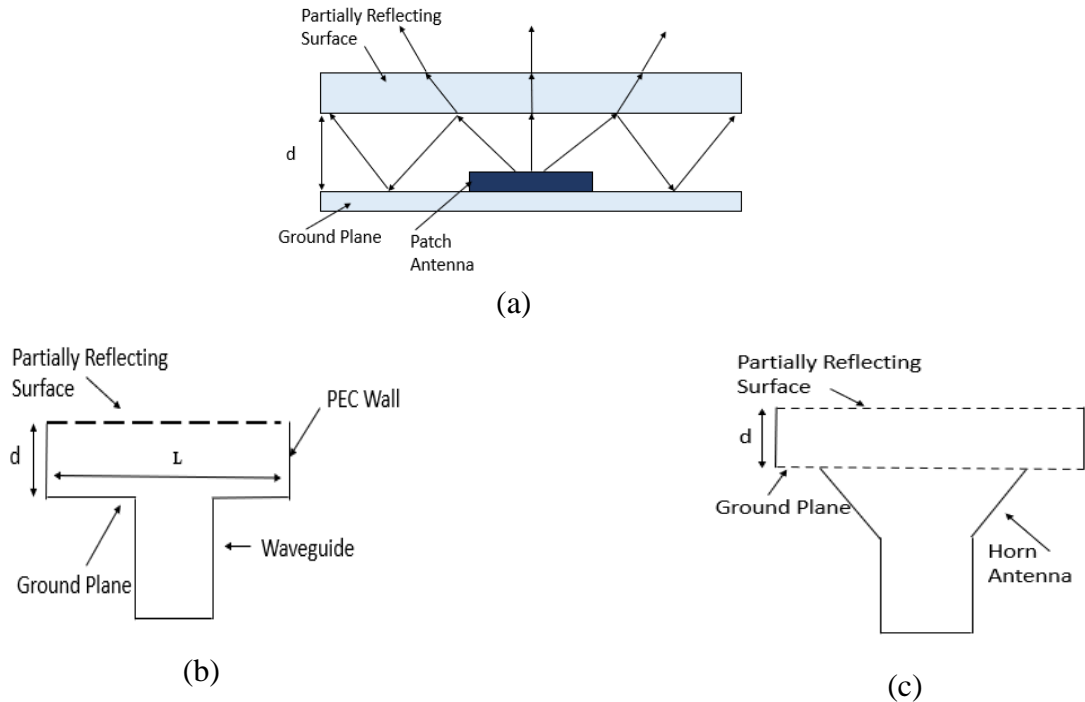 Partially Reflecting
Surface
d
Ground Plane
Patch
Antenna
(a)
Partially Reflecting
Surface
PEC Wall
d
L
Waveguide
Ground Plane
(b)
Partially Reflecting
Surface
d
Ground Plane
Horn
Antenna
(c)